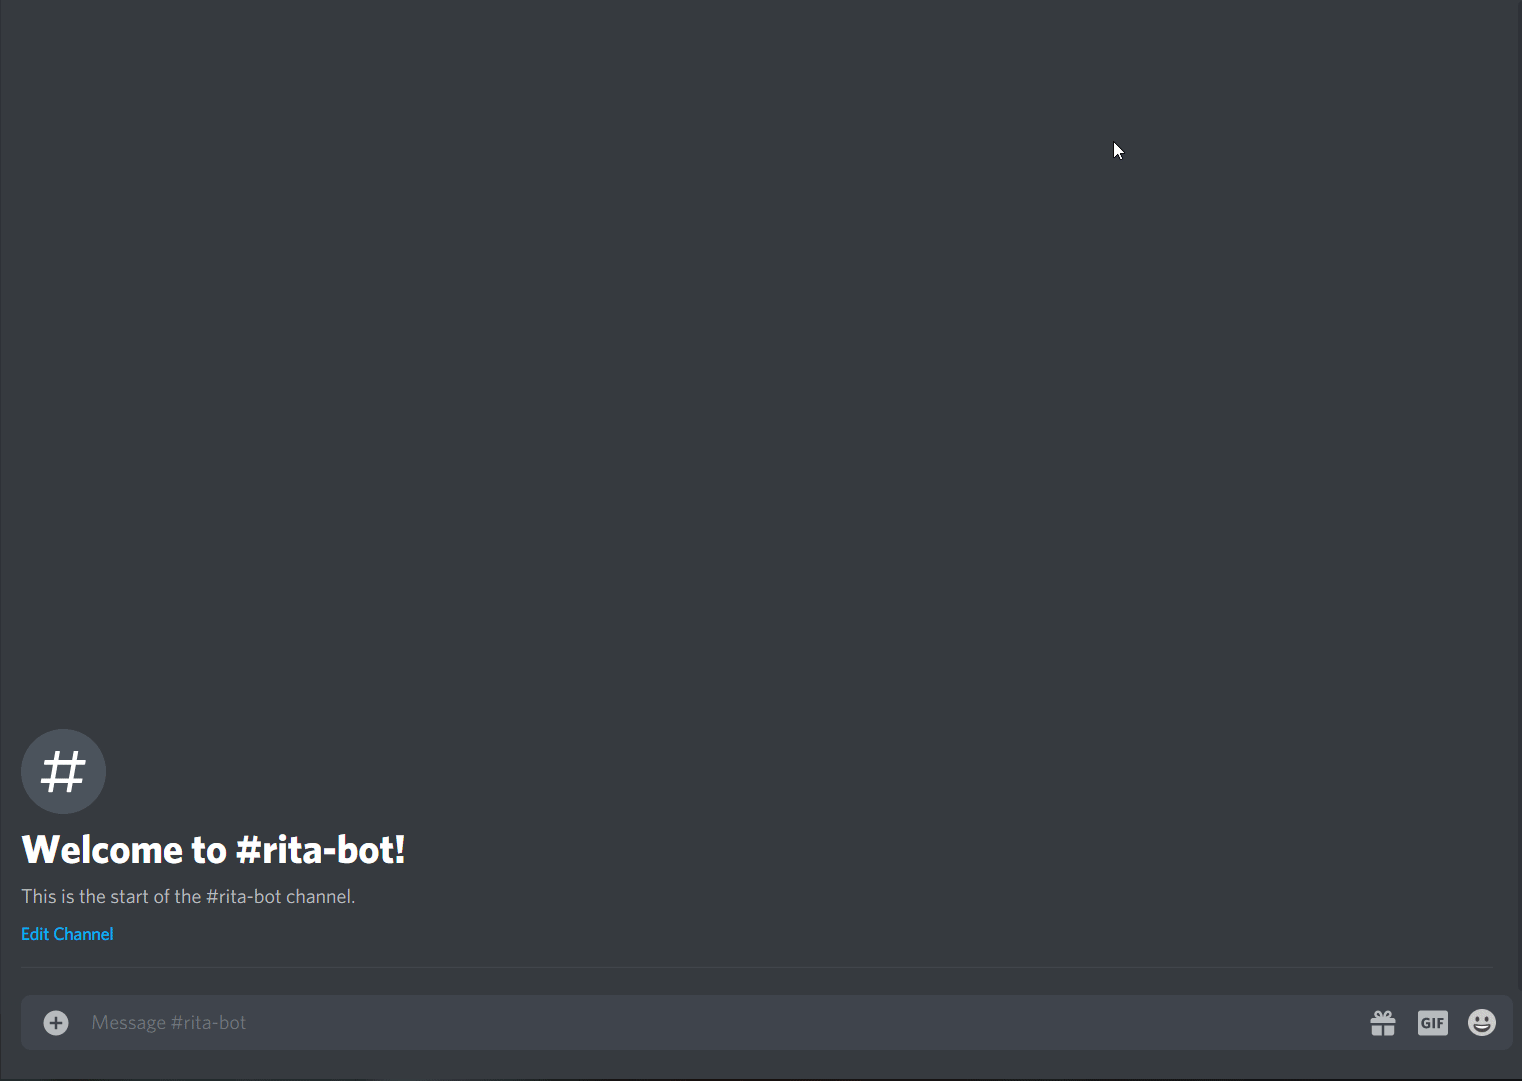 #
Welcome to #rita-bot!
This is the start of the #rita-bot channel.
Edit Channel
Message #rita-bot
GIF